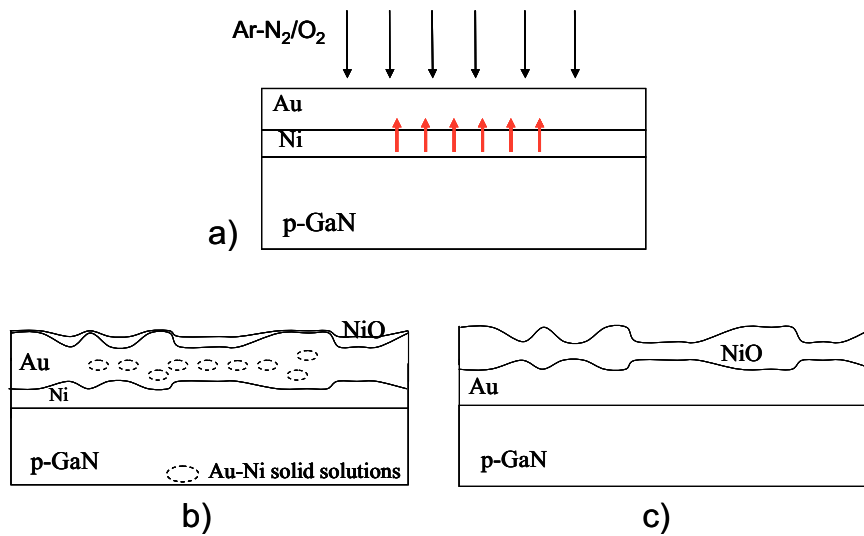 Ar-N₂/O₂
Au
Ni
p-GaN
a)
NiO
Au
Ni
p-GaN
Au-Ni solid solutions
b)
NiO
Au
p-GaN
c)